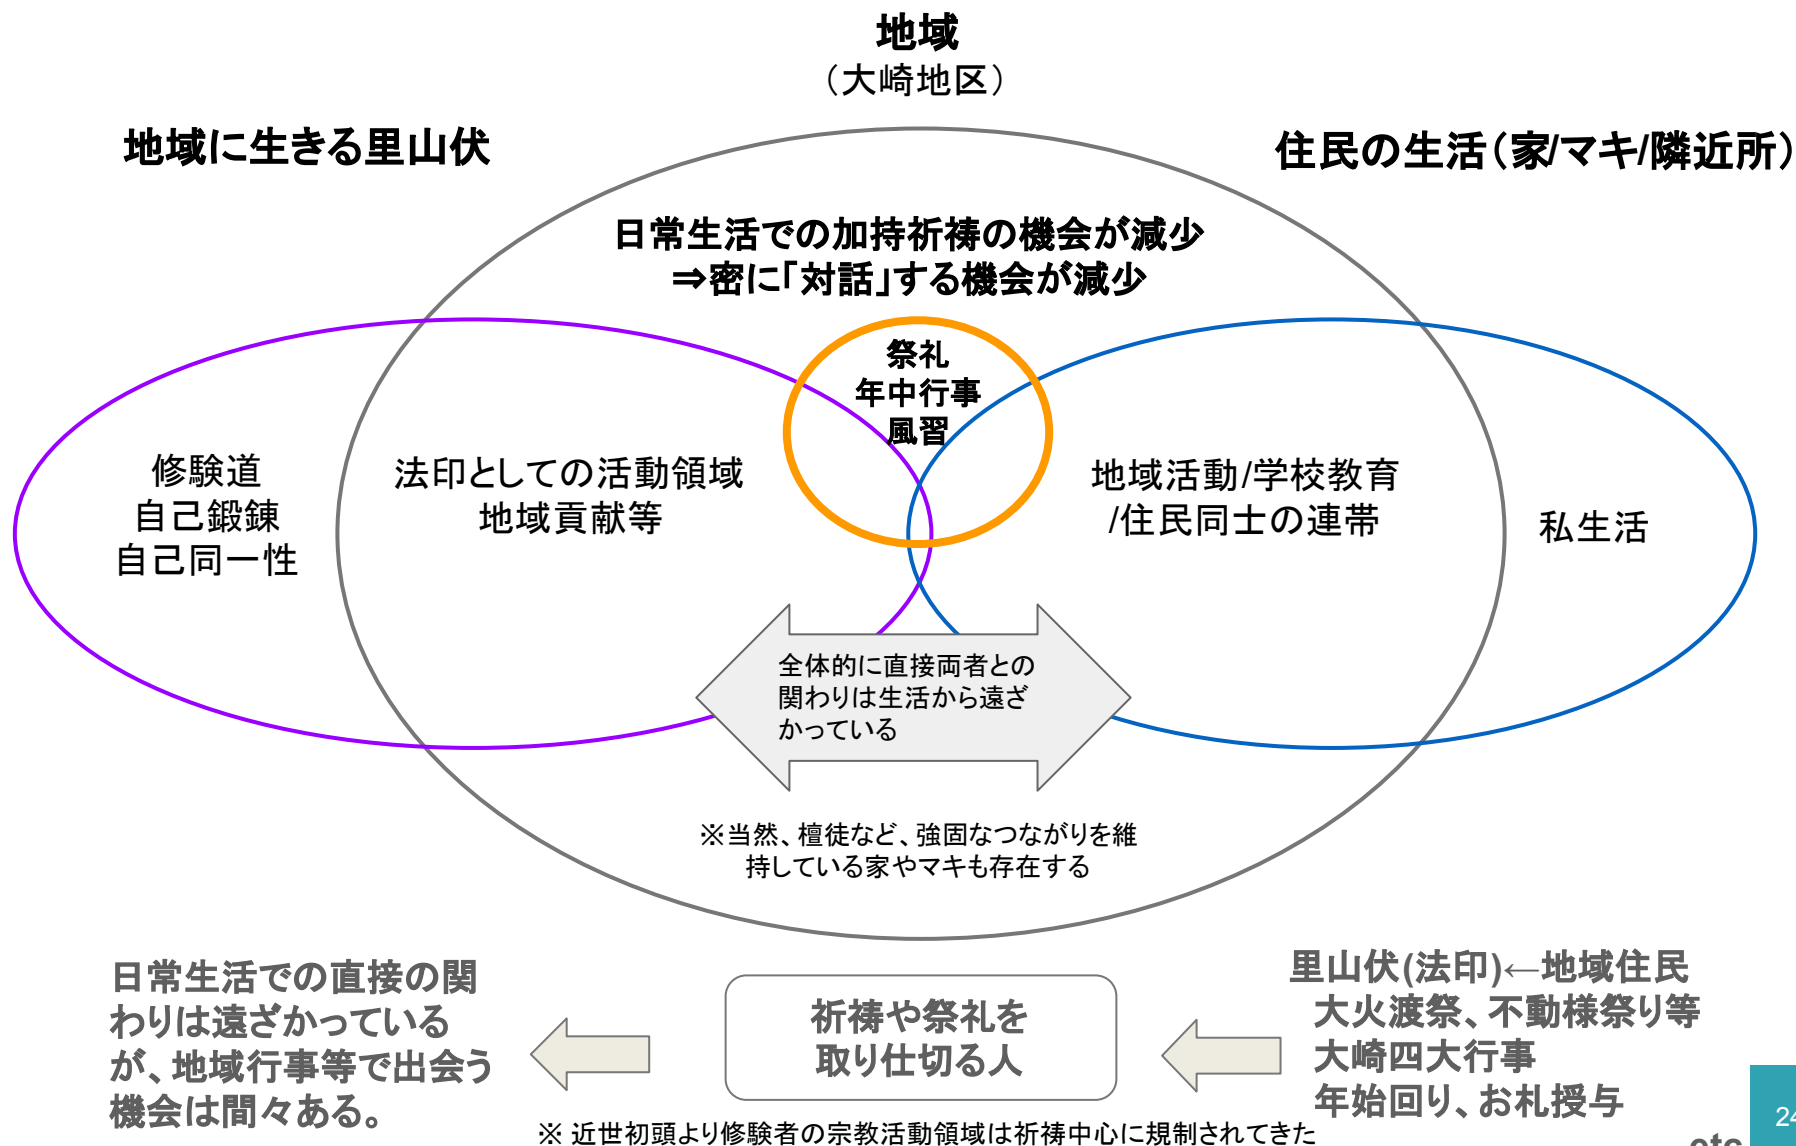 地域
（大崎地区）
地域に生きる里山伏
住民の生活（家/マキ/隣近所）
日常生活での加持祈祷の機会が減少
⇒密に「対話」する機会が減少
祭礼
年中行事
風習
修験道
自己鍛錬
自己同一性
法印としての活動領域
地域貢献等
地域活動/学校教育
/住民同士の連帯
私生活
全体的に直接両者との
関わりは生活から遠ざ
かっている
※当然、檀徒など、強固なつながりを維
持している家やマキも存在する
日常生活での直接の関
わりは遠ざかっている
が、地域行事等で出会う
機会は間々ある。
祈祷や祭礼を
取り仕切る人
里山伏(法印)←地域住民
大火渡祭、不動様祭り等
大崎四大行事
年始回り、お札授与
etc
※ 近世初頭より修験者の宗教活動領域は祈祷中心に規制されてきた
24